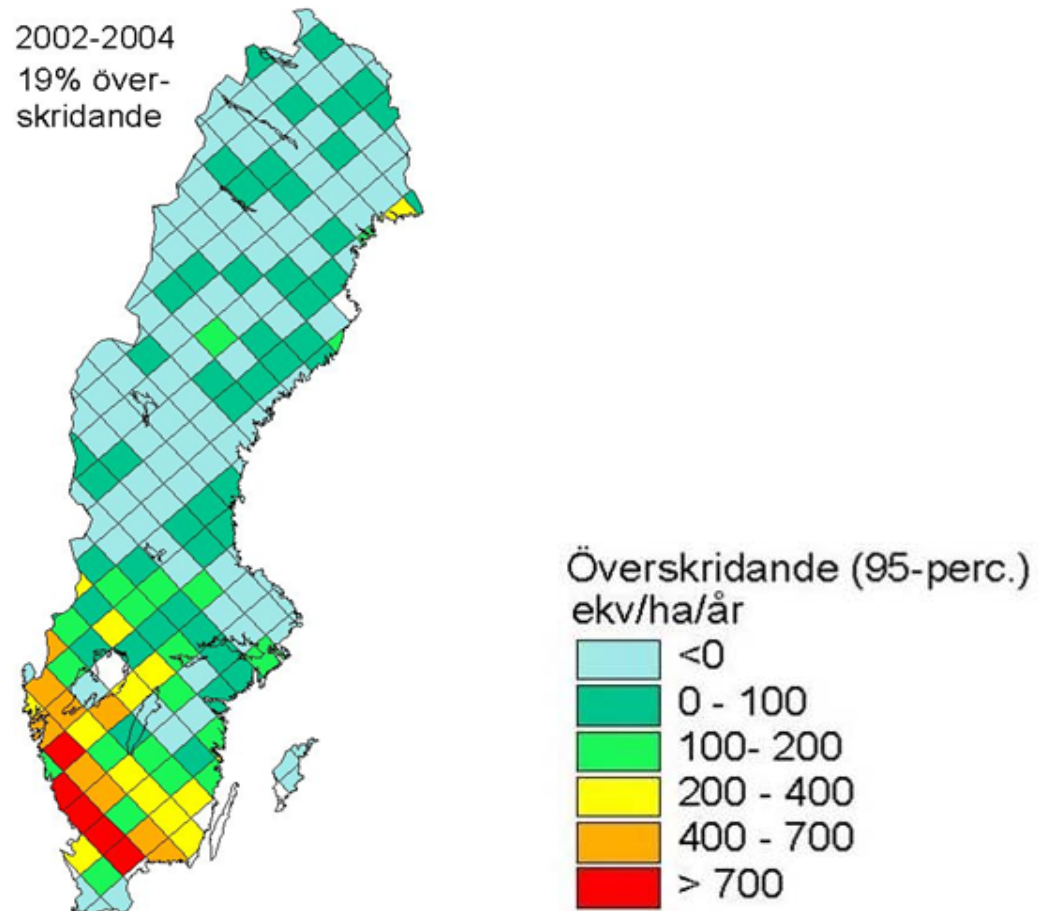 2002-2004
19% över-
skridande
Överskridande (95-perc.)
ekv/ha/år
<0
0 - 100
100- 200
200 - 400
400 - 700
> 700